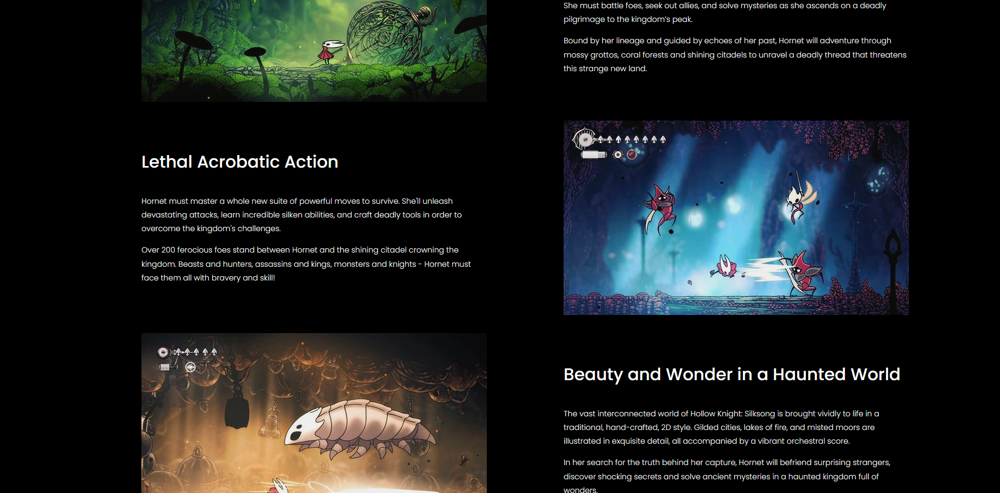 She must battle foes, seek out allies, and solve mysteries as she ascends on a deadly
pilgrimage to the kingdom’s peak.
Bound by her lineage and guided by echoes of her past, Hornet will adventure through
mossy grottos, coral forests and shining citadels to unravel a deadly thread that threatens
this strange new land.
Lethal Acrobatic Action
Hornet must master a whole new suite of powerful moves to survive. She'll unleash
devastating attacks, learn incredible silken abilities, and craft deadly tools in order to
overcome the kingdom's challenges.
Over 200 ferocious foes stand between Hornet and the shining citadel crowning the
kingdom. Beasts and hunters, assassins and kings, monsters and knights - Hornet must
face them all with bravery and skill!
Beauty and Wonder in a Haunted World
The vast interconnected world of Hollow Knight: Silksong is brought vividly to life in a
traditional, hand-crafted, 2D style. Gilded cities, lakes of fire, and misted moors are
illustrated in exquisite detail, all accompanied by a vibrant orchestral score.
In her search for the truth behind her capture, Hornet will befriend surprising strangers,
discover shocking secrets and solve ancient mysteries in a haunted kingdom full of
wonders.